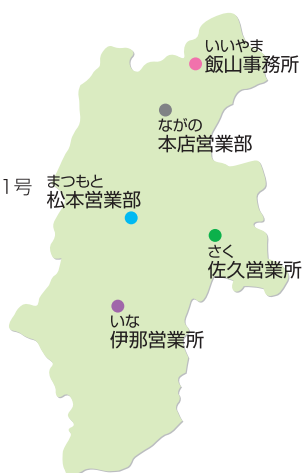 いいやま
飯山事務所
ながの
本店営業部
1号
まつもと
松本営業部
さく
佐久営業所
いな
伊那営業所